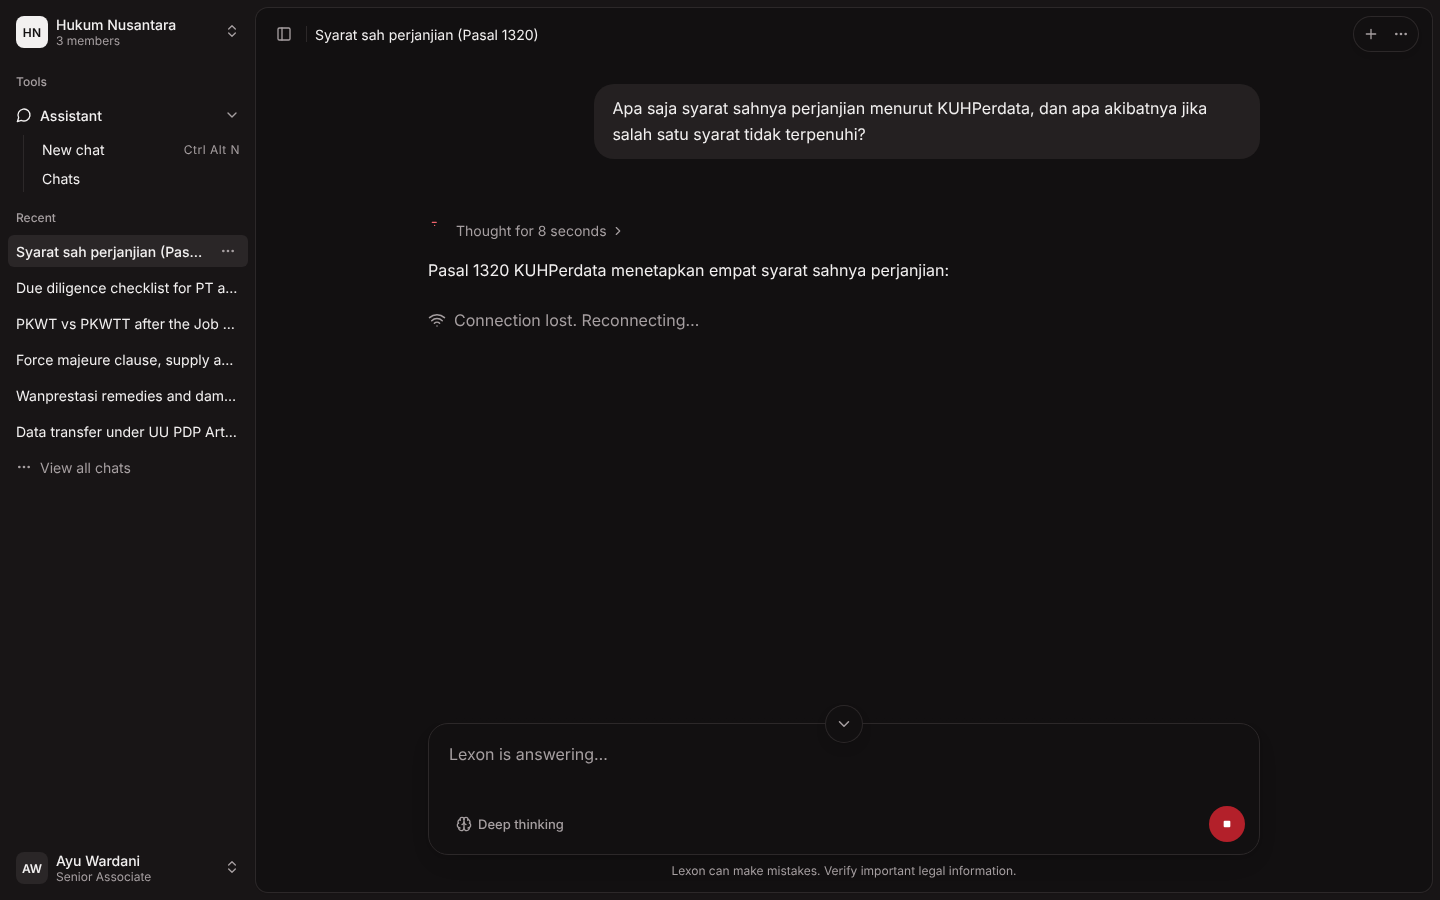 HN
Hukum Nusantara
3 members
Tools
Assistant
New chat
Ctrl Alt N
Chats
Recent
Syarat sah perjanjian (Pas...
Due diligence checklist for PT a...
PKWT vs PKWTT after the Job ...
Force majeure clause, supply a...
Wanprestasi remedies and dam...
Data transfer under UU PDP Art...
View all chats
AW
Ayu Wardani
Senior Associate
Syarat sah perjanjian (Pasal 1320)
Apa saja syarat sahnya perjanjian menurut KUHPerdata, dan apa akibatnya jika
salah satu syarat tidak terpenuhi?
Thought for 8 seconds
Pasal 1320 KUHPerdata menetapkan empat syarat sahnya perjanjian:
Connection lost. Reconnecting...
Lexon is answering...
Deep thinking
Lexon can make mistakes. Verify important legal information.